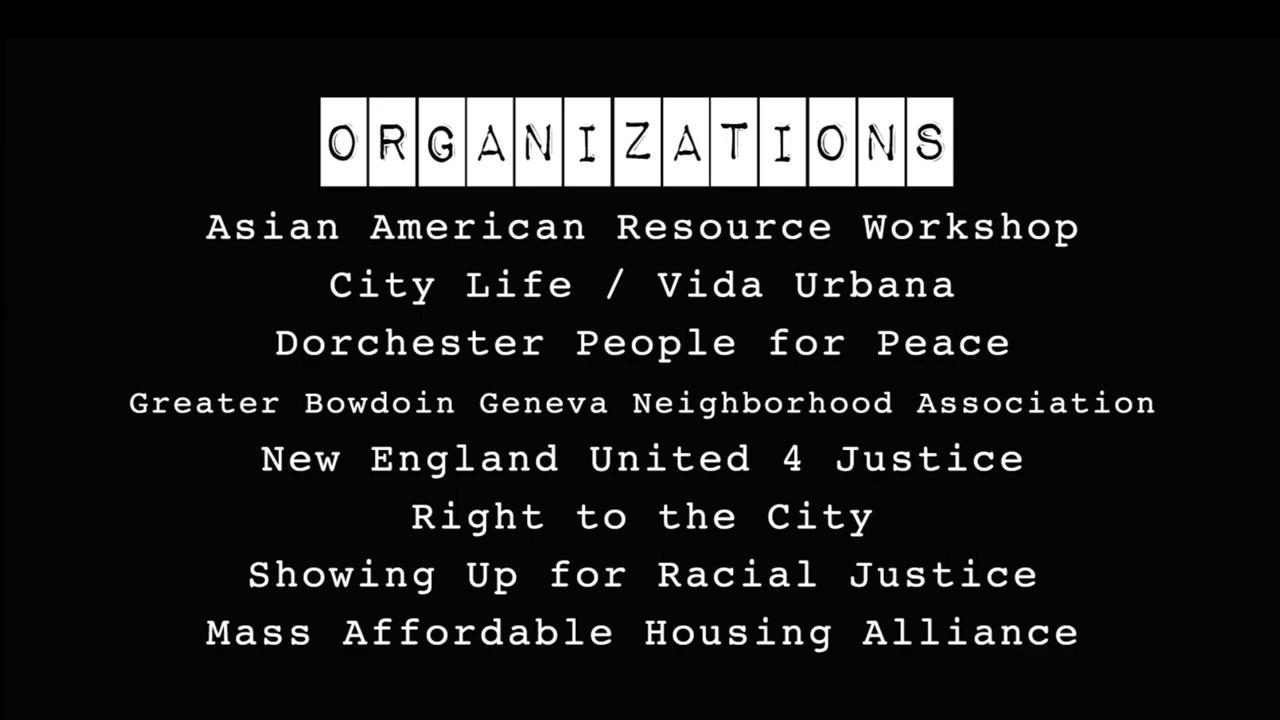 ORGANIZATIONS
Asian American Resource Workshop
City Life / Vida Urbana
Dorchester People for Peace
Greater Bowdoin Geneva Neighborhood Association
New England United 4 Justice
Right to the City
Showing Up for Racial Justice
Mass Affordable Housing Alliance